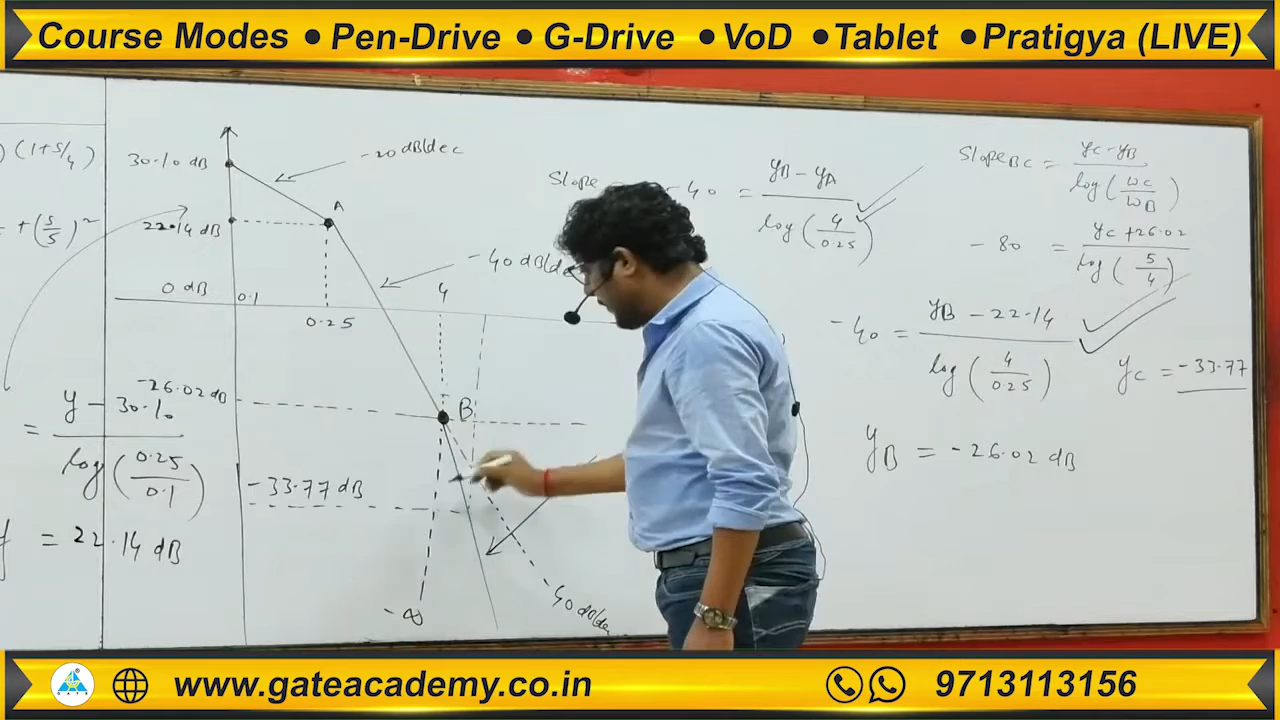 Course Modes • Pen-Drive • G-Drive • VoD • Tablet • Pratigya (LIVE)
) (1+S/4)
+(S/5)²
30.10 dB
-20 dB/dec
A
22.14 dB
-40 dB/de
0 dB
0.1
0.25
4
-26.02 dB
B
= y - 30.10 / log (0.25/0.1)
= 22.14 dB
-33.77 dB
-∞
40 dB/de
Slope
-40 = yB - yA / log (4/0.25)
-40 = yB - 22.14 / log (4/0.25)
yB = -26.02 dB
SlopeBC = yC - yB / log (ωC/ωB)
-80 = yC + 26.02 / log (5/4)
yC = -33.77
GATE
www.gateacademy.co.in
9713113156